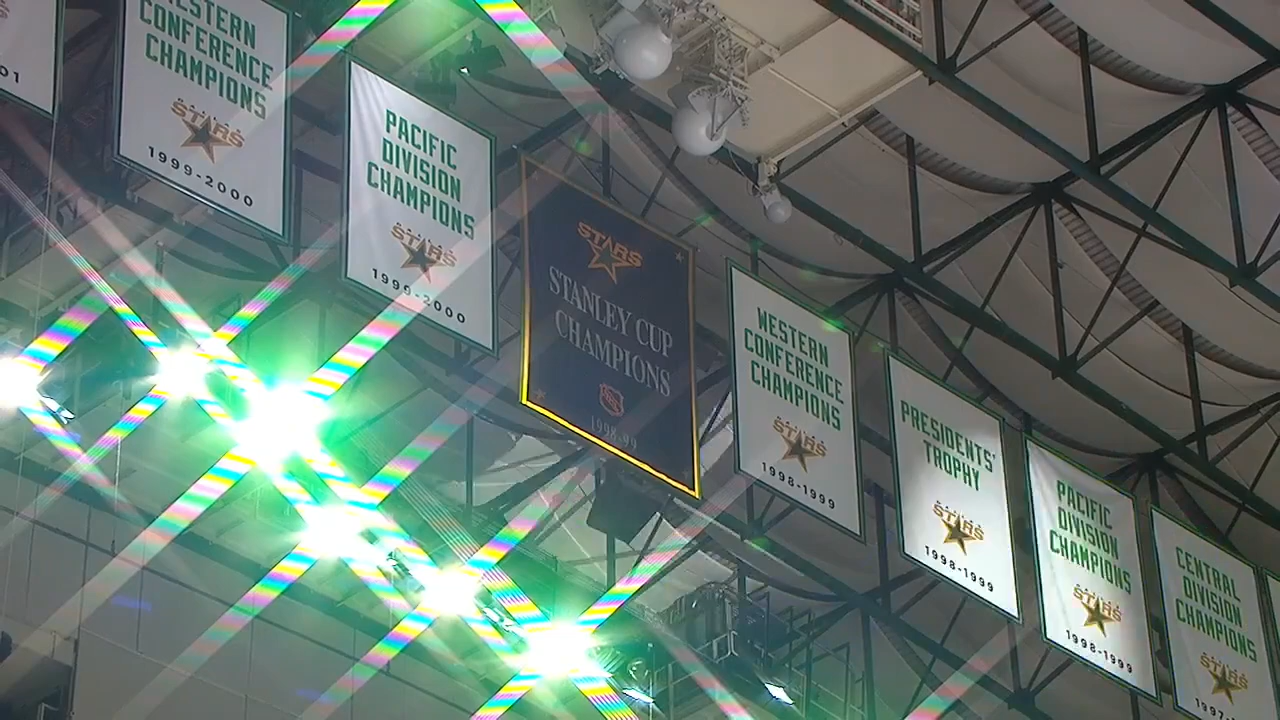 01
WESTERN
CONFERENCE
CHAMPIONS
STARS
1999-2000
PACIFIC
DIVISION
CHAMPIONS
STARS
1999-2000
STARS
STANLEY CUP
CHAMPIONS
1998-99
WESTERN
CONFERENCE
CHAMPIONS
STARS
1998-1999
PRESIDENTS'
TROPHY
STARS
1998-1999
PACIFIC
DIVISION
CHAMPIONS
STARS
1998-1999
CENTRAL
DIVISION
CHAMPIONS
STARS
1997-